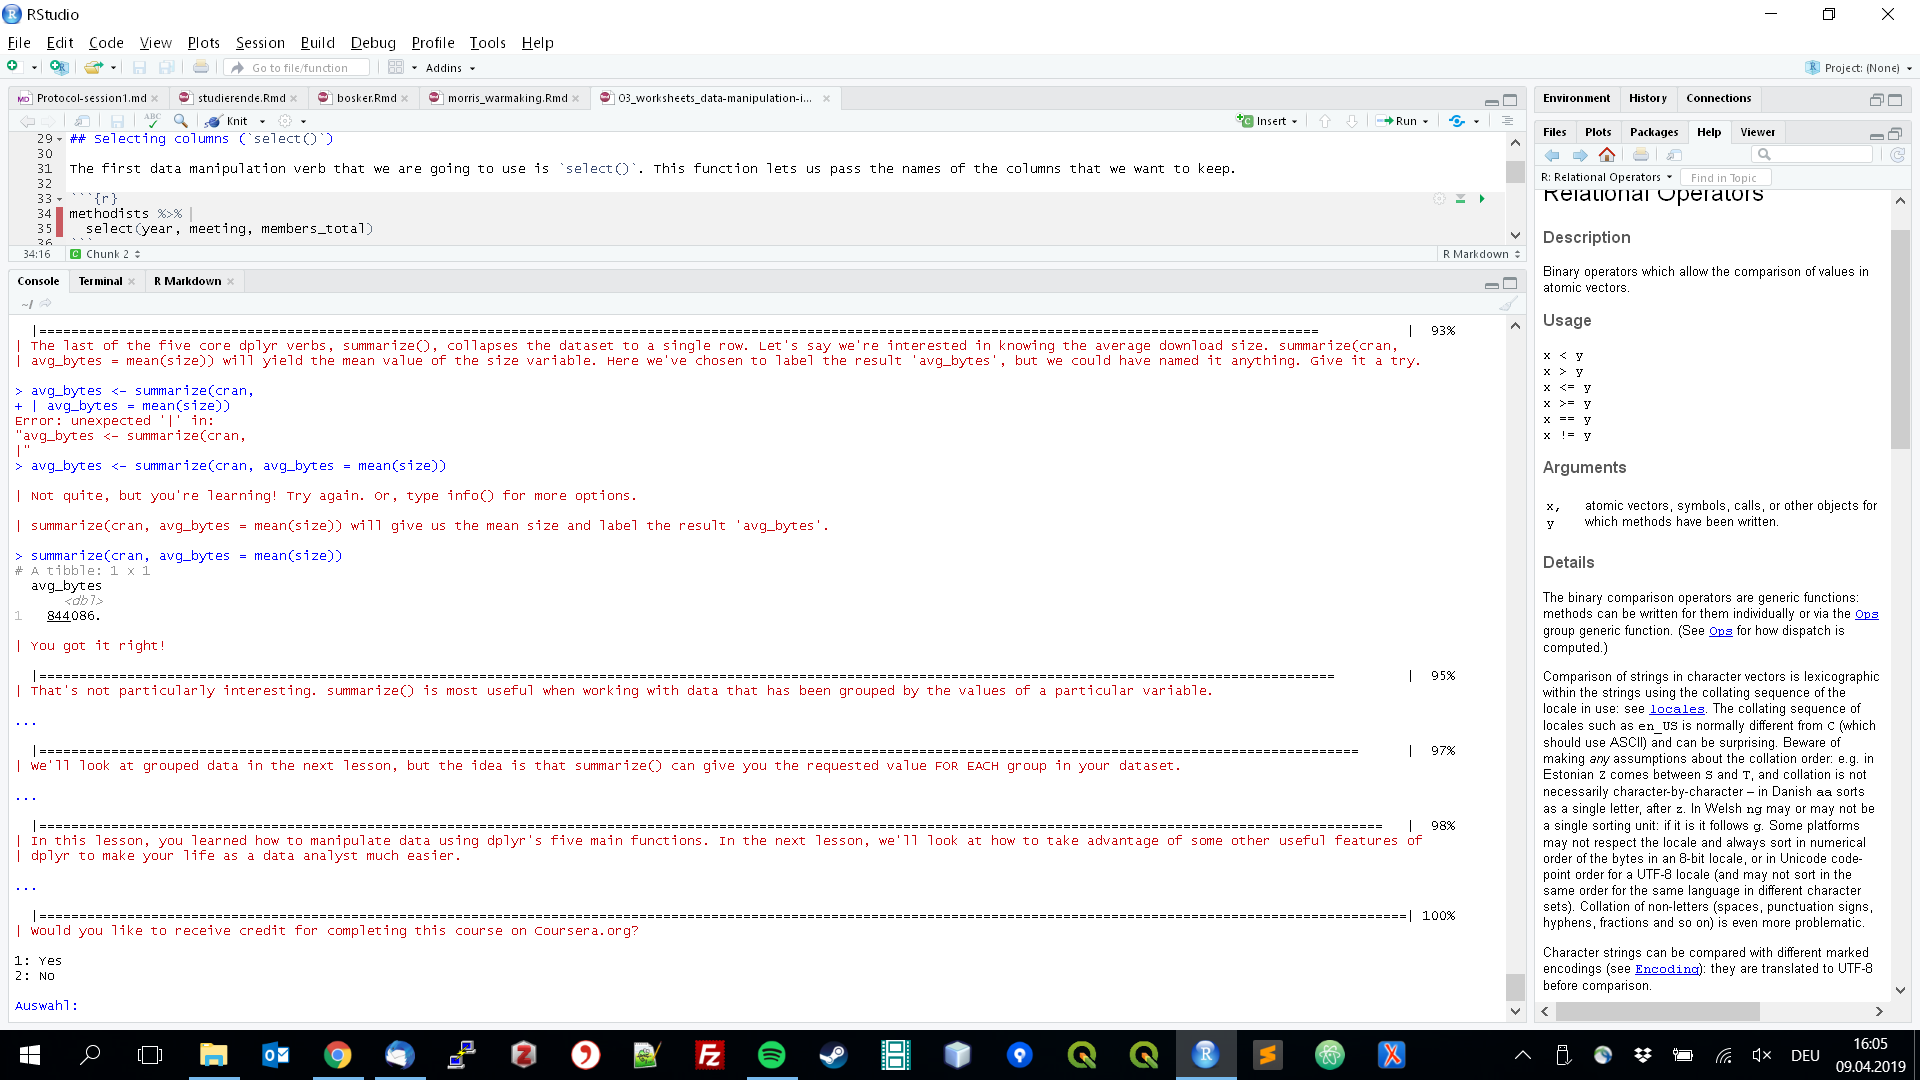 RStudio
File Edit Code View Plots Session Build Debug Profile Tools Help
Go to file/function Addins Project: (None)
Protocol-session1.md studierende.Rmd bosker.Rmd morris_warmaking.Rmd 03_worksheets_data-manipulation-i...
ABC Knit Insert Run
29 ## Selecting columns (`select()`)
30
31 The first data manipulation verb that we are going to use is `select()`. This function lets us pass the names of the columns that we want to keep.
32
33 ```{r}
34 methodists %>%
35 select(year, meeting, members_total)
36 ```
34:16 Chunk 2 R Markdown
Console Terminal R Markdown
~/
|================================================================| 93%
| The last of the five core dplyr verbs, summarize(), collapses the dataset to a single row. Let's say we're interested in knowing the average download size. summarize(cran,
| avg_bytes = mean(size)) will yield the mean value of the size variable. Here we've chosen to label the result 'avg_bytes', but we could have named it anything. Give it a try.
> avg_bytes <- summarize(cran,
+ | avg_bytes = mean(size))
Error: unexpected '|' in:
"avg_bytes <- summarize(cran,
|"
> avg_bytes <- summarize(cran, avg_bytes = mean(size))
| Not quite, but you're learning! Try again. Or, type info() for more options.
| summarize(cran, avg_bytes = mean(size)) will give us the mean size and label the result 'avg_bytes'.
> summarize(cran, avg_bytes = mean(size))
# A tibble: 1 x 1
avg_bytes
<dbl>
1 844086.
| You got it right!
|================================================================| 95%
| That's not particularly interesting. summarize() is most useful when working with data that has been grouped by the values of a particular variable.
...
|================================================================| 97%
| We'll look at grouped data in the next lesson, but the idea is that summarize() can give you the requested value FOR EACH group in your dataset.
...
|================================================================| 98%
| In this lesson, you learned how to manipulate data using dplyr's five main functions. In the next lesson, we'll look at how to take advantage of some other useful features of
| dplyr to make your life as a data analyst much easier.
...
|================================================================| 100%
| Would you like to receive credit for completing this course on Coursera.org?
1: Yes
2: No
Auswahl:
Environment History Connections
Files Plots Packages Help Viewer
R: Relational Operators Find in Topic
Relational Operators
Description
Binary operators which allow the comparison of values in
atomic vectors.
Usage
x < y
x > y
x <= y
x >= y
x == y
x != y
Arguments
x, atomic vectors, symbols, calls, or other objects for
y which methods have been written.
Details
The binary comparison operators are generic functions:
methods can be written for them individually or via the Ops
group generic function. (See Ops for how dispatch is
computed.)
Comparison of strings in character vectors is lexicographic
within the strings using the collating sequence of the
locale in use: see locales. The collating sequence of
locales such as en_US is normally different from C (which
should use ASCII) and can be surprising. Beware of
making any assumptions about the collation order: e.g. in
Estonian Z comes between S and T, and collation is not
necessarily character-by-character – in Danish aa sorts
as a single letter, after z. In Welsh ng may or may not be
a single sorting unit: if it is it follows g. Some platforms
may not respect the locale and always sort in numerical
order of the bytes in an 8-bit locale, or in Unicode code-
point order for a UTF-8 locale (and may not sort in the
same order for the same language in different character
sets). Collation of non-letters (spaces, punctuation signs,
hyphens, fractions and so on) is even more problematic.
Character strings can be compared with different marked
encodings (see Encoding): they are translated to UTF-8
before comparison.
DEU 16:05
09.04.2019